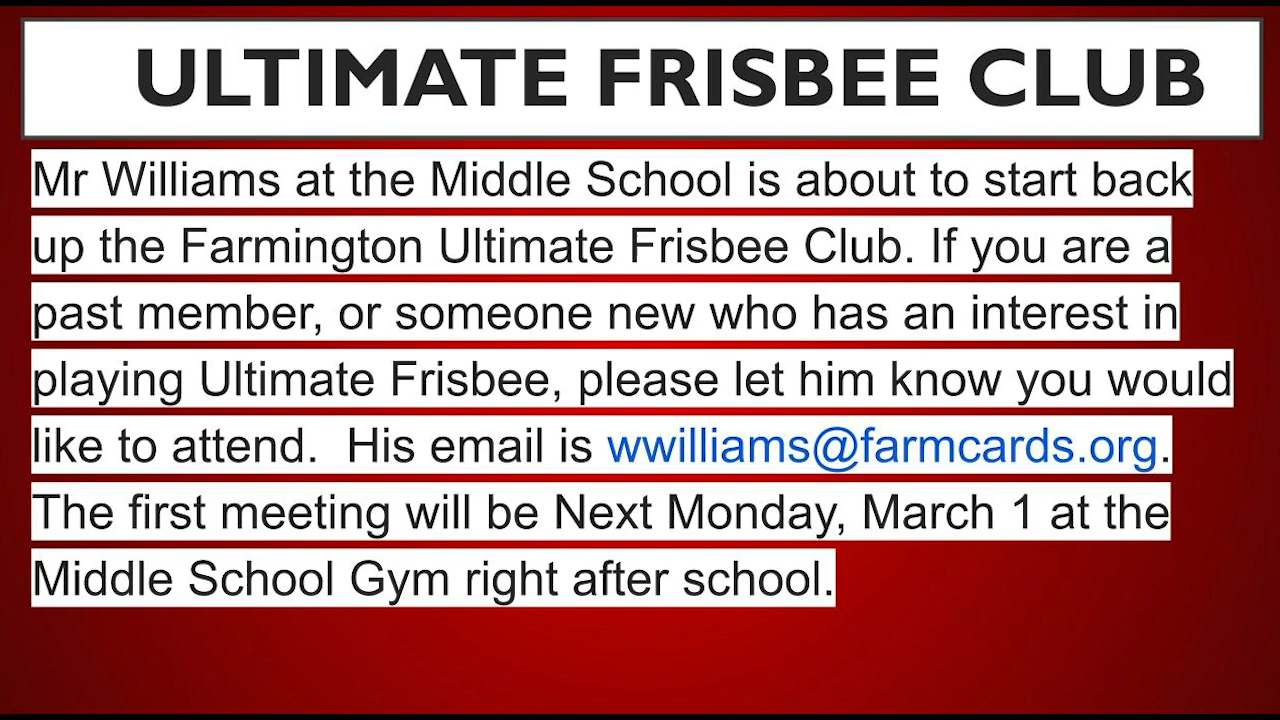 ULTIMATE FRISBEE CLUB
Mr Williams at the Middle School is about to start back
up the Farmington Ultimate Frisbee Club. If you are a
past member, or someone new who has an interest in
playing Ultimate Frisbee, please let him know you would
like to attend.  His email is wwilliams@farmcards.org.
The first meeting will be Next Monday, March 1 at the
Middle School Gym right after school.